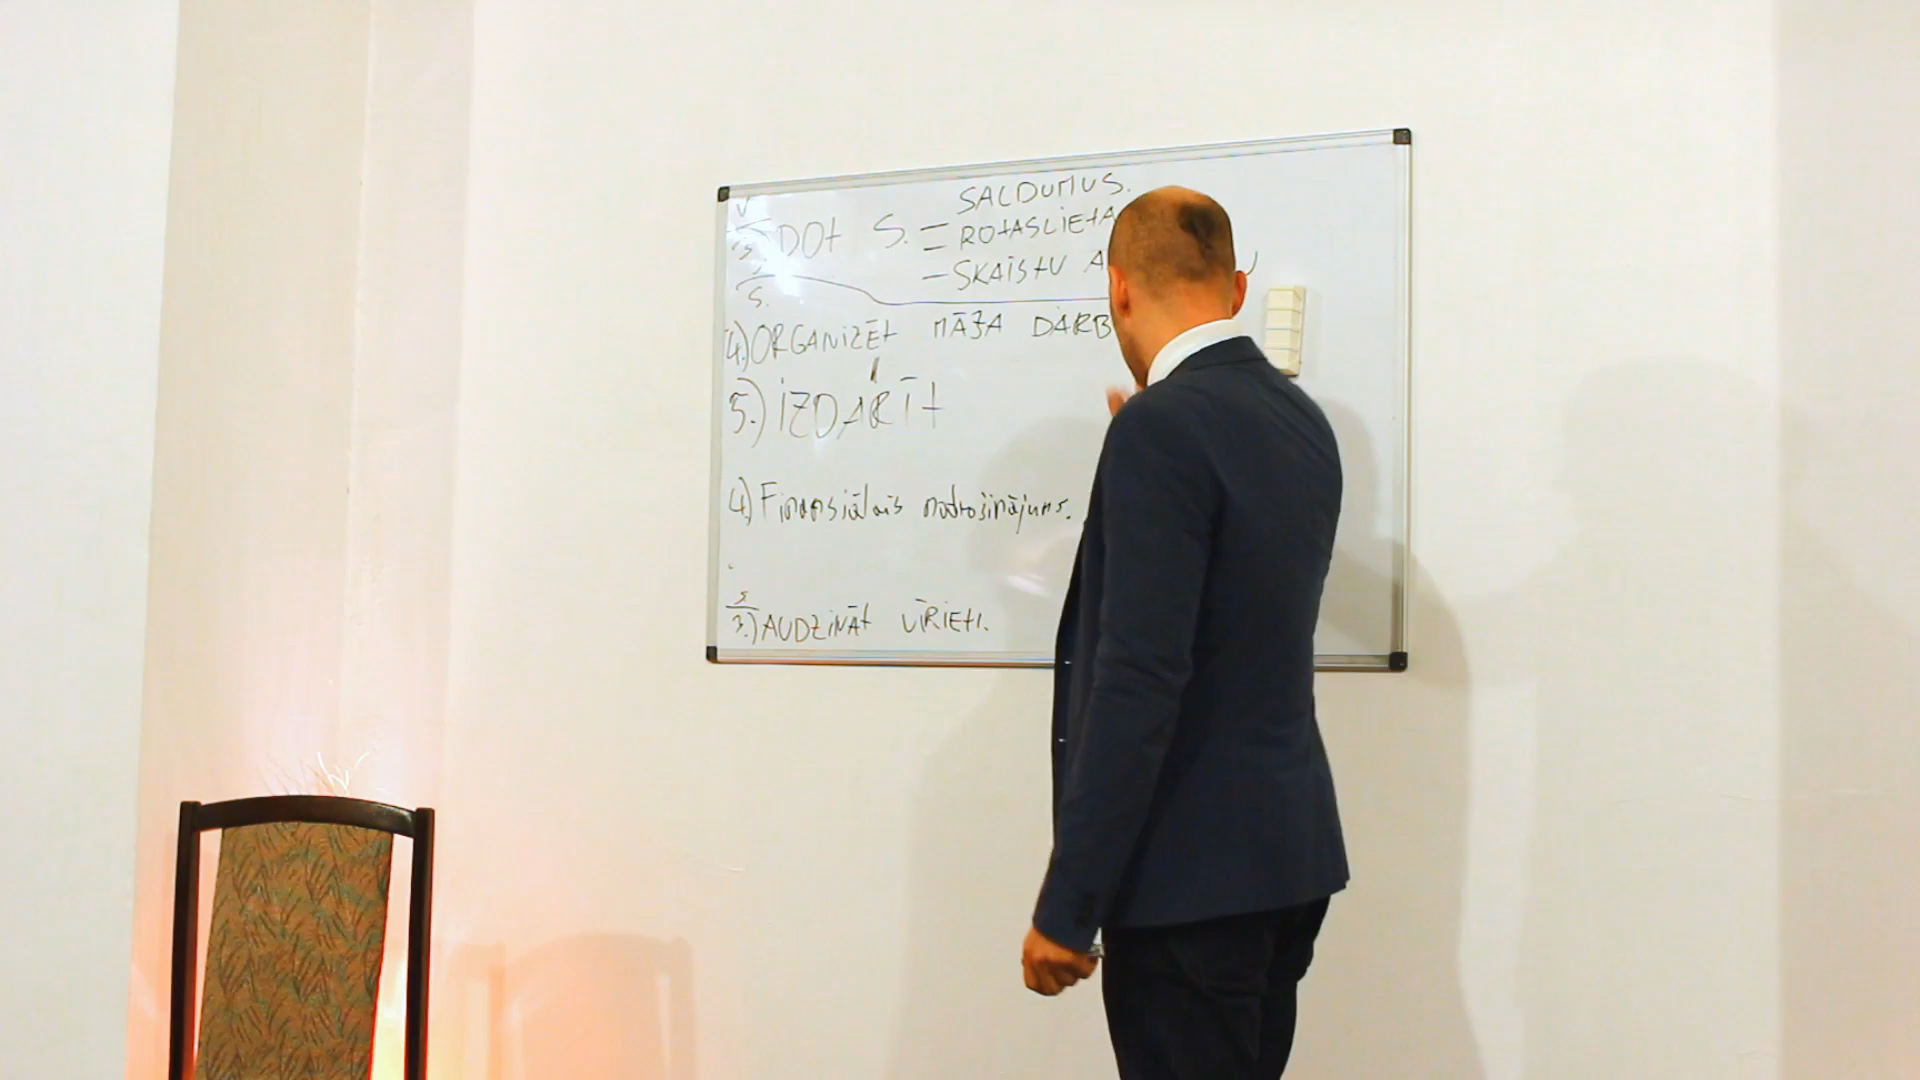 V
S
DOT S. = SALDUMUS.
ROTASLIETA
– SKAISTU A U
S.
4.) ORGANIZĒT MĀJA DARB
5.) IZDARĪT
4.) Finansiālais nodrošinājums.
S
3.) AUDZINĀT VĪRIETI.